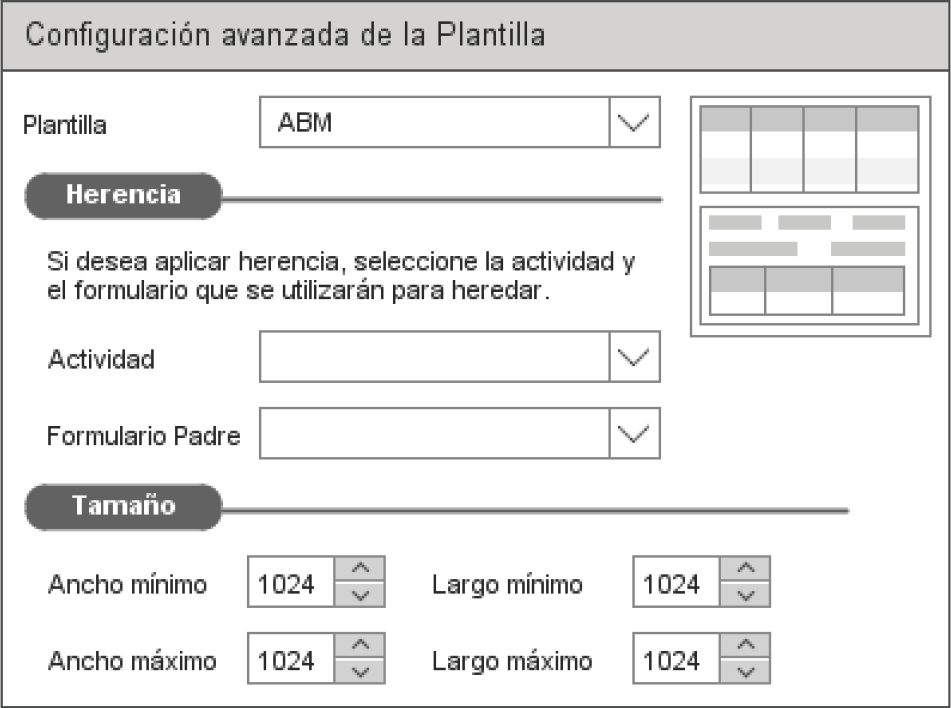 Configuración avanzada de la Plantilla
Plantilla
ABM
Herencia
Si desea aplicar herencia, seleccione la actividad y
el formulario que se utilizarán para heredar.
Actividad
Formulario Padre
Tamaño
Ancho mínimo 1024 Largo mínimo 1024
Ancho máximo 1024 Largo máximo 1024